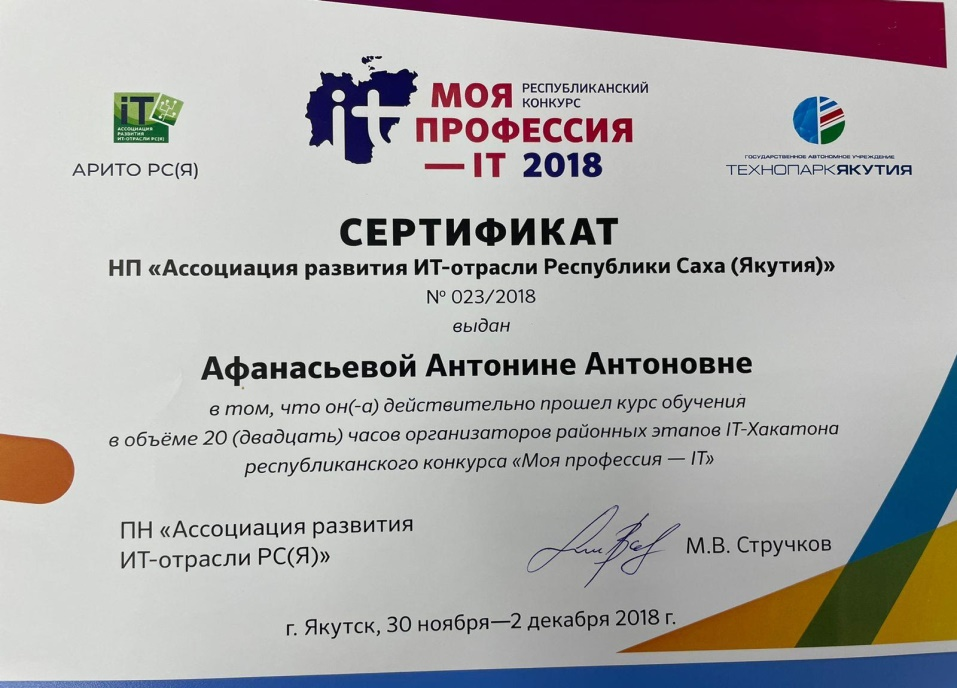 iT
АССОЦИАЦИЯ
РАЗВИТИЯ
ИТ-ОТРАСЛИ РС(Я)
АРИТО РС(Я)
it
МОЯ РЕСПУБЛИКАНСКИЙ КОНКУРС
ПРОФЕССИЯ
— IT 2018
ГОСУДАРСТВЕННОЕ АВТОНОМНОЕ УЧРЕЖДЕНИЕ
ТЕХНОПАРКЯКУТИЯ
СЕРТИФИКАТ
НП «Ассоциация развития ИТ-отрасли Республики Саха (Якутия)»
№ 023/2018
выдан
Афанасьевой Антонине Антоновне
в том, что он(-а) действительно прошел курс обучения
в объёме 20 (двадцать) часов организаторов районных этапов IT-Хакатона
республиканского конкурса «Моя профессия — IT»
ПН «Ассоциация развития
ИТ-отрасли РС(Я)»
М.В. Стручков
г. Якутск, 30 ноября—2 декабря 2018 г.